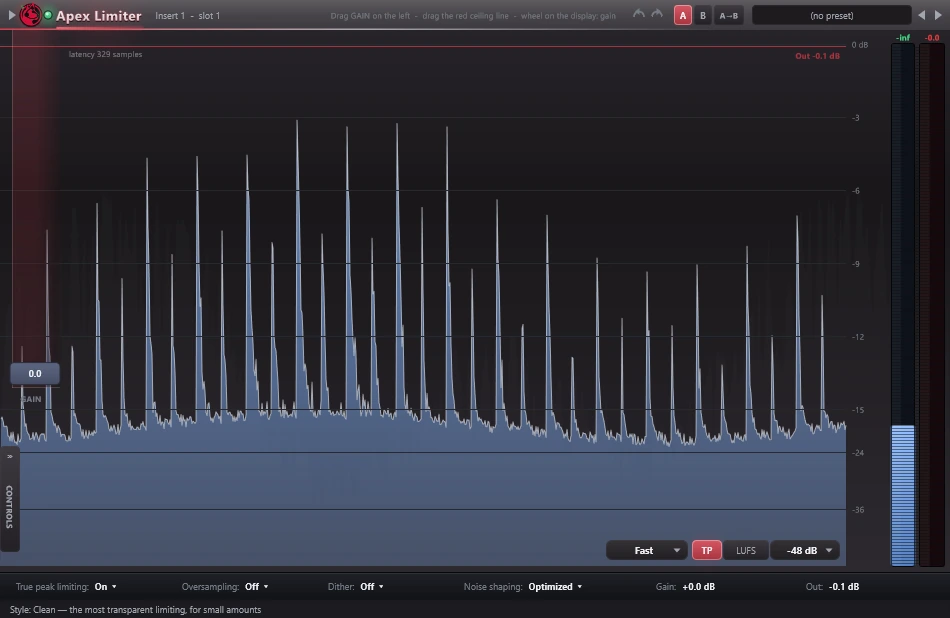 Apex Limiter Insert 1 - slot 1 Drag GAIN on the left - drag the red ceiling line - wheel on the display: gain A B A→B (no preset)
-inf -0.0
latency 329 samples
0 dB
Out -0.1 dB
-3
-6
-9
-12
0.0
GAIN
-15
-24
»
CONTROLS
-36
Fast TP LUFS -48 dB
True peak limiting: On Oversampling: Off Dither: Off Noise shaping: Optimized Gain: +0.0 dB Out: -0.1 dB
Style: Clean — the most transparent limiting, for small amounts